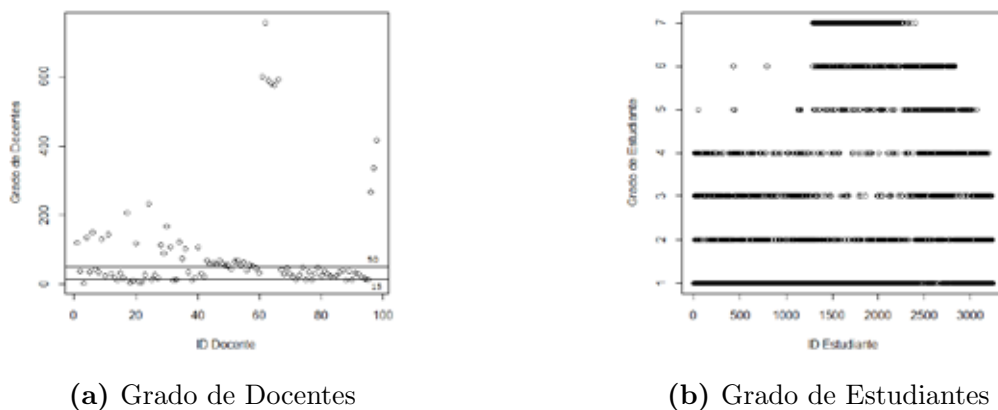 Grado de Docentes
600
400
200
0
50
15
0 20 40 60 80 100
ID Docente
(a) Grado de Docentes
Grado de Estudiante
7
6
5
4
3
2
1
0 500 1000 1500 2000 2500 3000
ID Estudiante
(b) Grado de Estudiantes